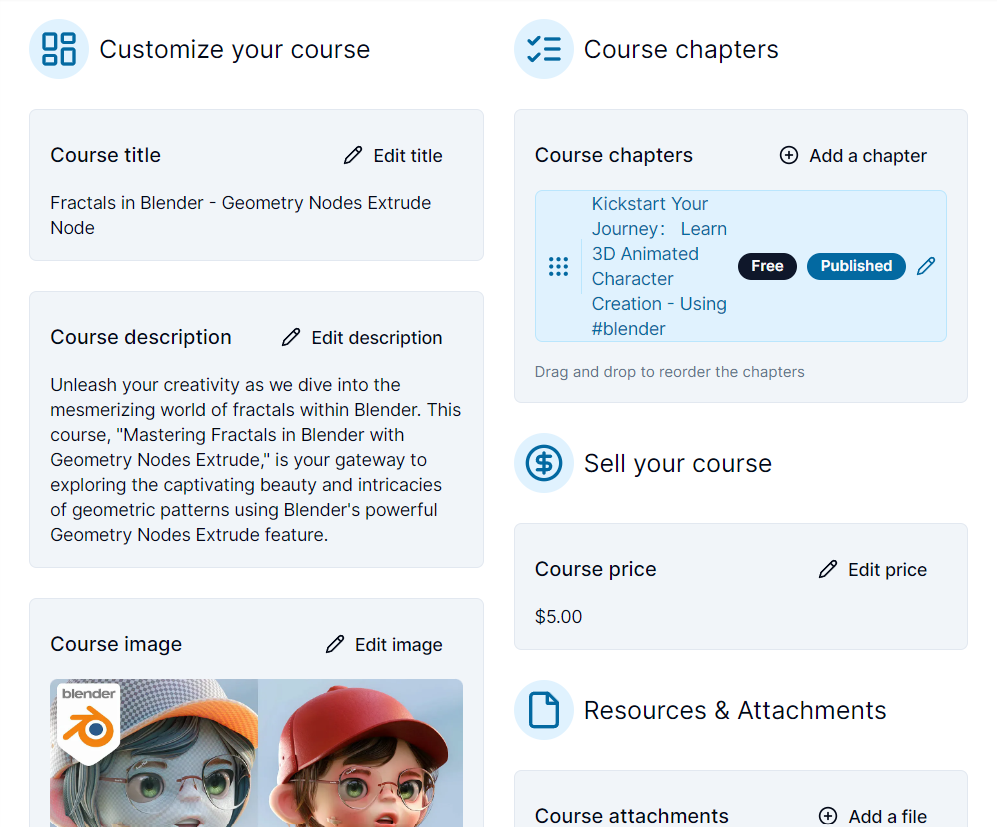 Customize your course
Course title
Edit title
Fractals in Blender - Geometry Nodes Extrude
Node
Course description
Edit description
Unleash your creativity as we dive into the
mesmerizing world of fractals within Blender. This
course, "Mastering Fractals in Blender with
Geometry Nodes Extrude," is your gateway to
exploring the captivating beauty and intricacies
of geometric patterns using Blender's powerful
Geometry Nodes Extrude feature.
Course image
Edit image
blender
Course chapters
Course chapters
Add a chapter
Kickstart Your
Journey： Learn
3D Animated
Character
Creation - Using
#blender
Free
Published
Drag and drop to reorder the chapters
Sell your course
Course price
Edit price
$5.00
Resources & Attachments
Course attachments
Add a file